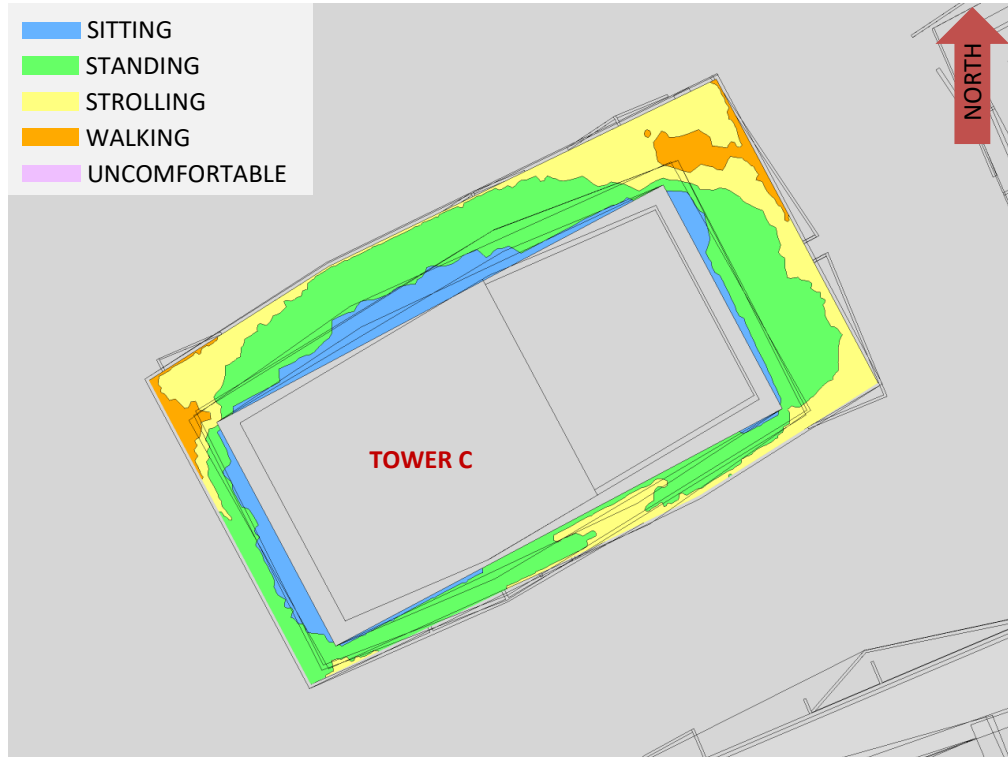 SITTING
STANDING
STROLLING
WALKING
UNCOMFORTABLE
NORTH
TOWER C